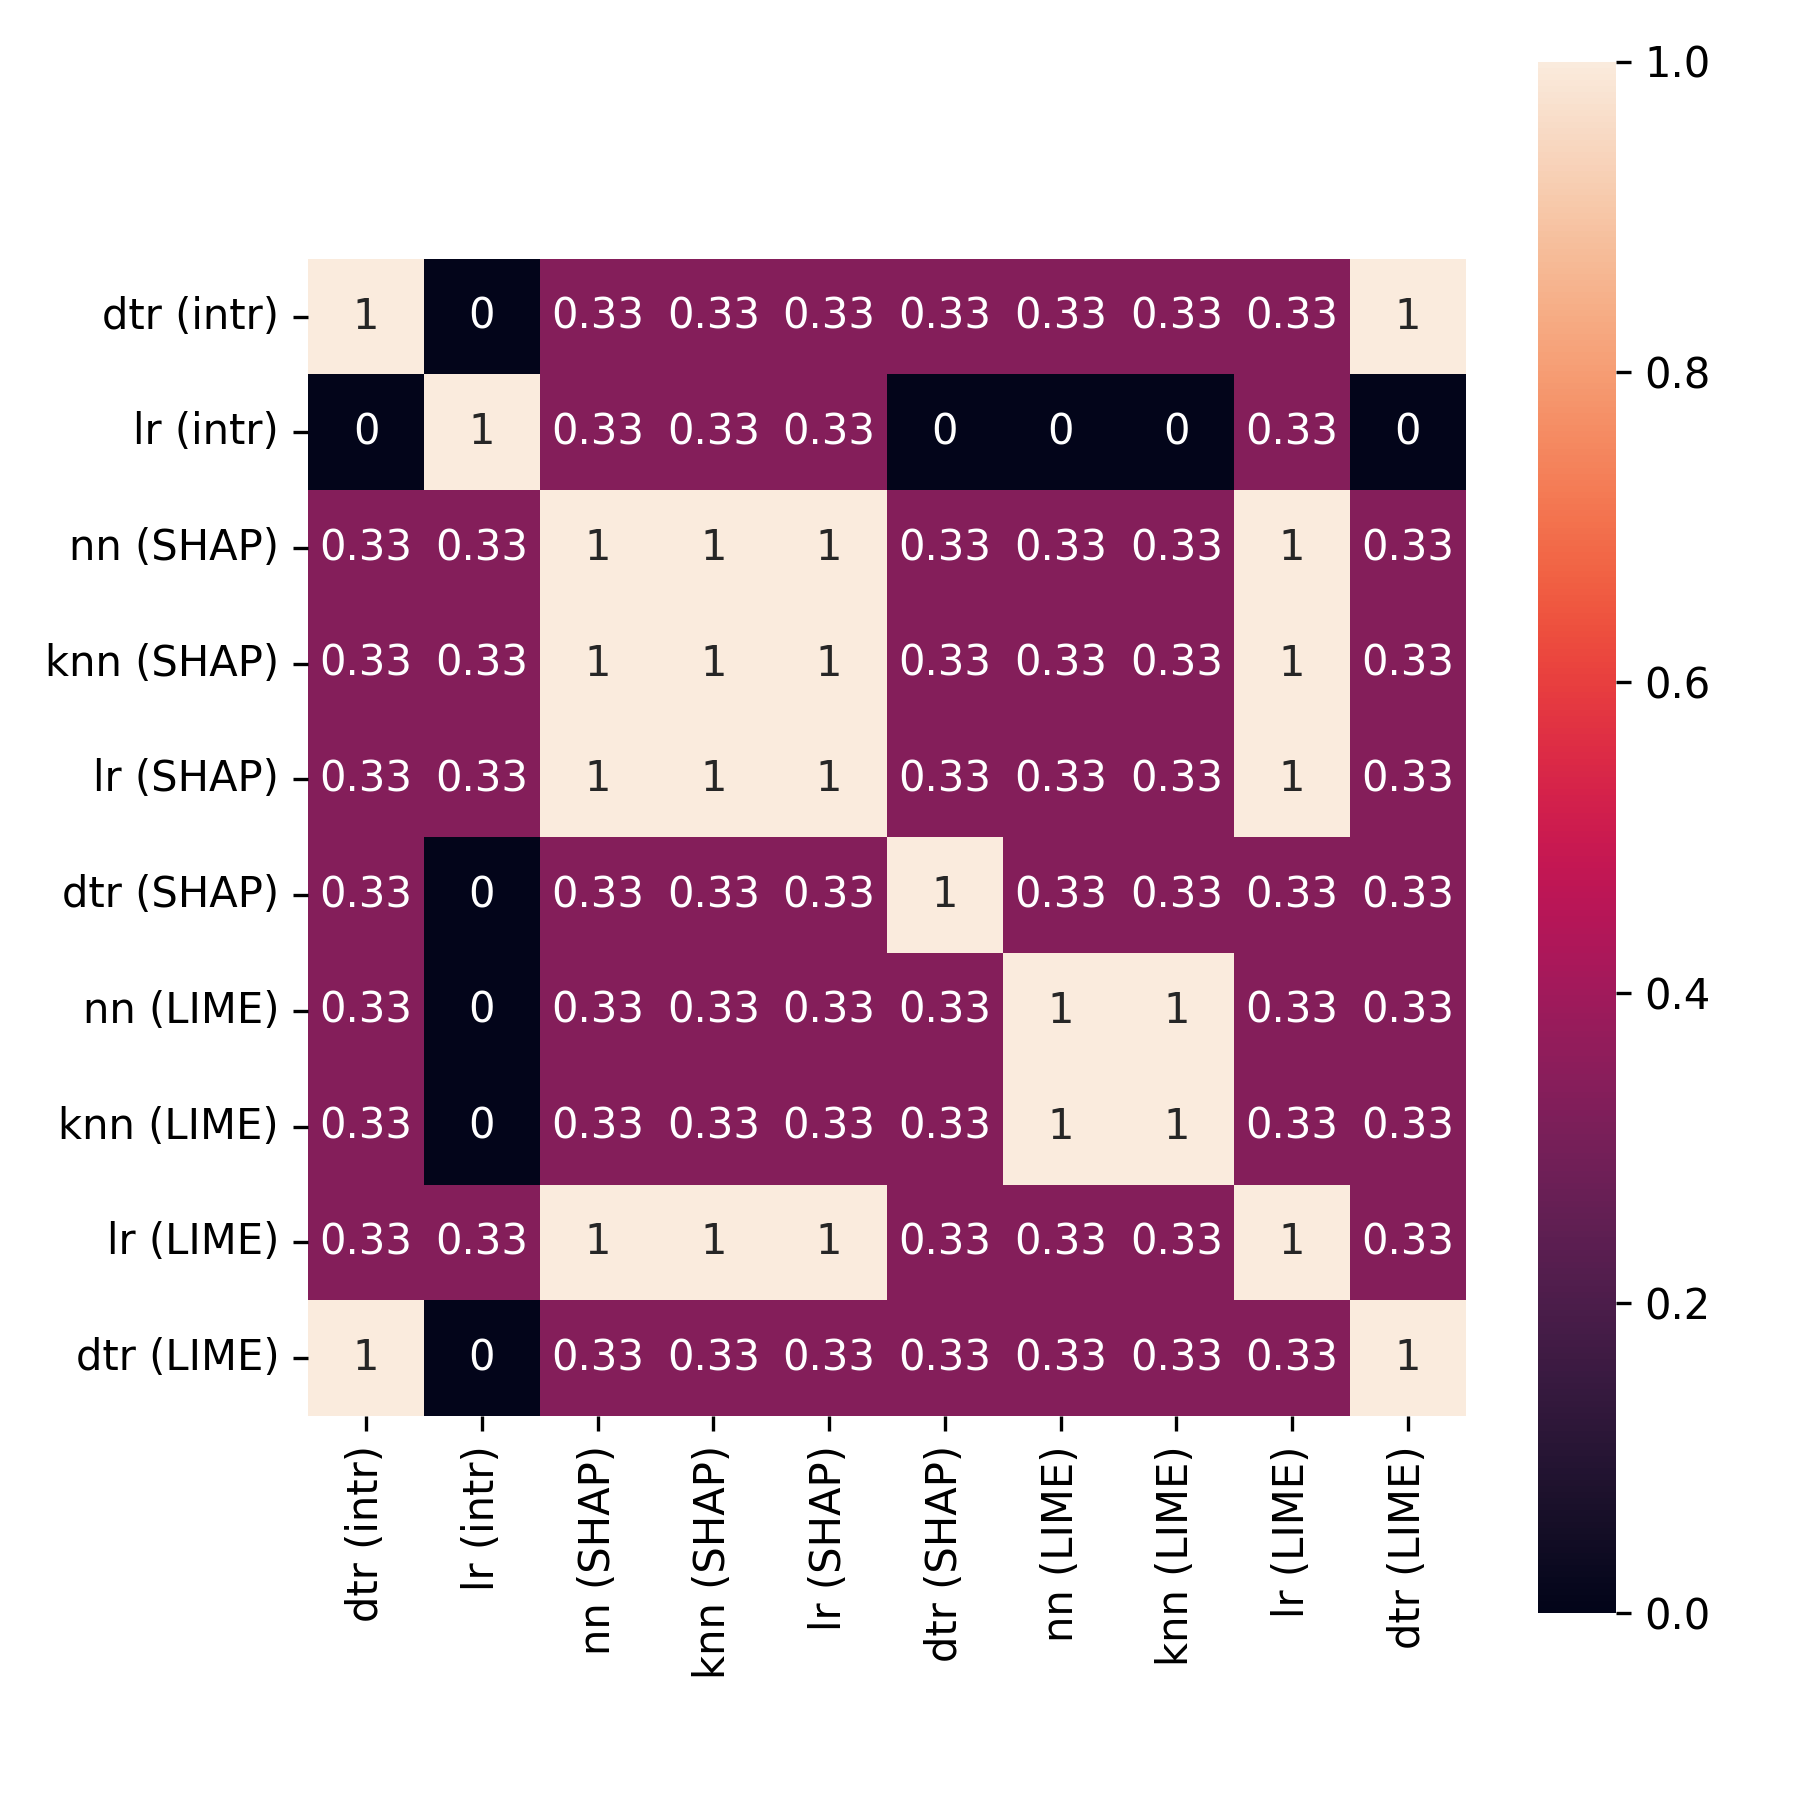 dtr (intr) 1 0 0.33 0.33 0.33 0.33 0.33 0.33 0.33 1
lr (intr) 0 1 0.33 0.33 0.33 0 0 0 0.33 0
nn (SHAP) 0.33 0.33 1 1 1 0.33 0.33 0.33 1 0.33
knn (SHAP) 0.33 0.33 1 1 1 0.33 0.33 0.33 1 0.33
lr (SHAP) 0.33 0.33 1 1 1 0.33 0.33 0.33 1 0.33
dtr (SHAP) 0.33 0 0.33 0.33 0.33 1 0.33 0.33 0.33 0.33
nn (LIME) 0.33 0 0.33 0.33 0.33 0.33 1 1 0.33 0.33
knn (LIME) 0.33 0 0.33 0.33 0.33 0.33 1 1 0.33 0.33
lr (LIME) 0.33 0.33 1 1 1 0.33 0.33 0.33 1 0.33
dtr (LIME) 1 0 0.33 0.33 0.33 0.33 0.33 0.33 0.33 1
dtr (intr)
lr (intr)
nn (SHAP)
knn (SHAP)
lr (SHAP)
dtr (SHAP)
nn (LIME)
knn (LIME)
lr (LIME)
dtr (LIME)
1.0
0.8
0.6
0.4
0.2
0.0